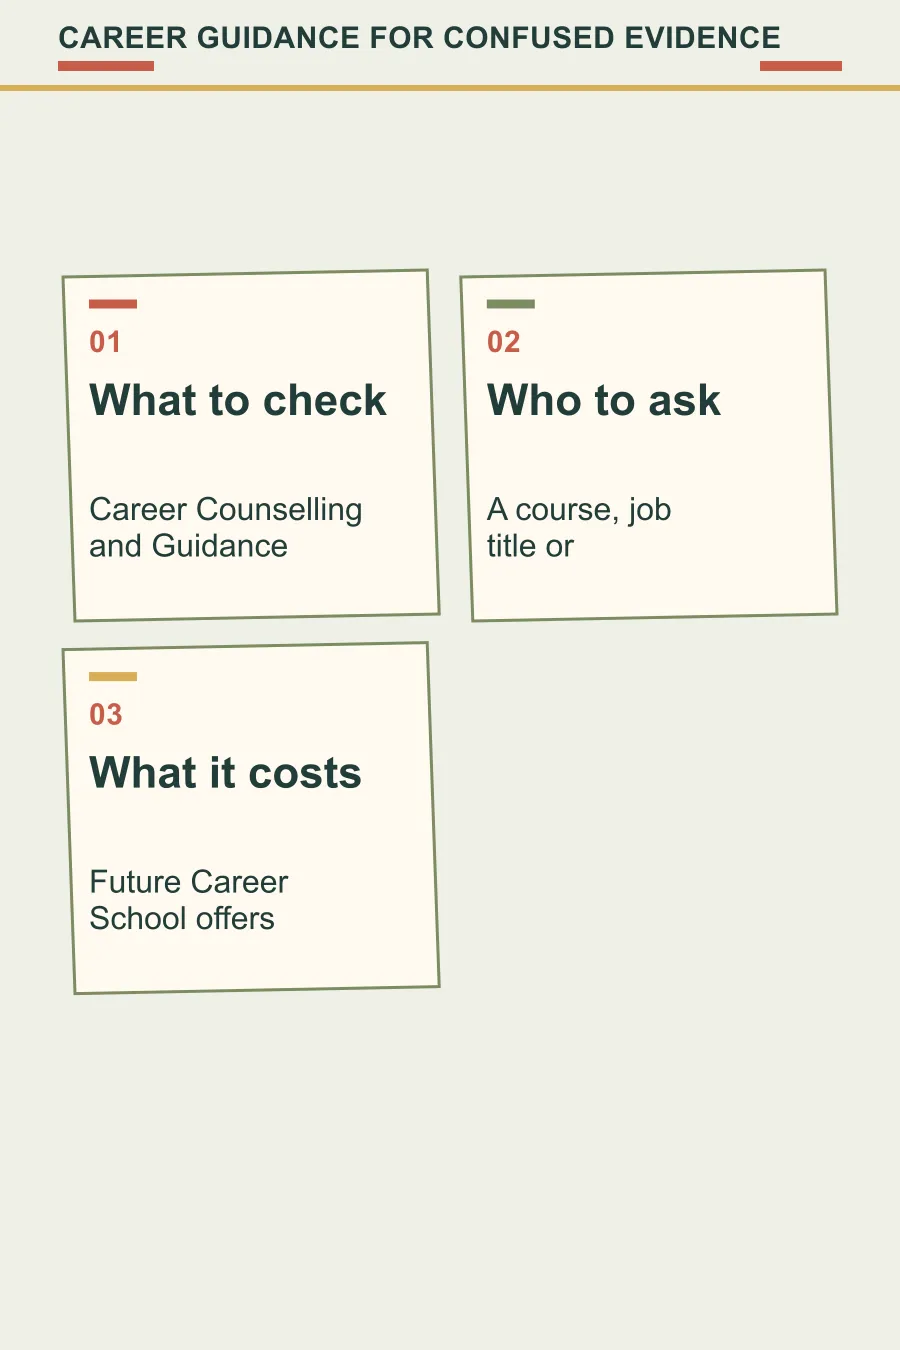 CAREER GUIDANCE FOR CONFUSED EVIDENCE
01
What to check
Career Counselling
and Guidance
02
Who to ask
A course, job
title or
03
What it costs
Future Career
School offers